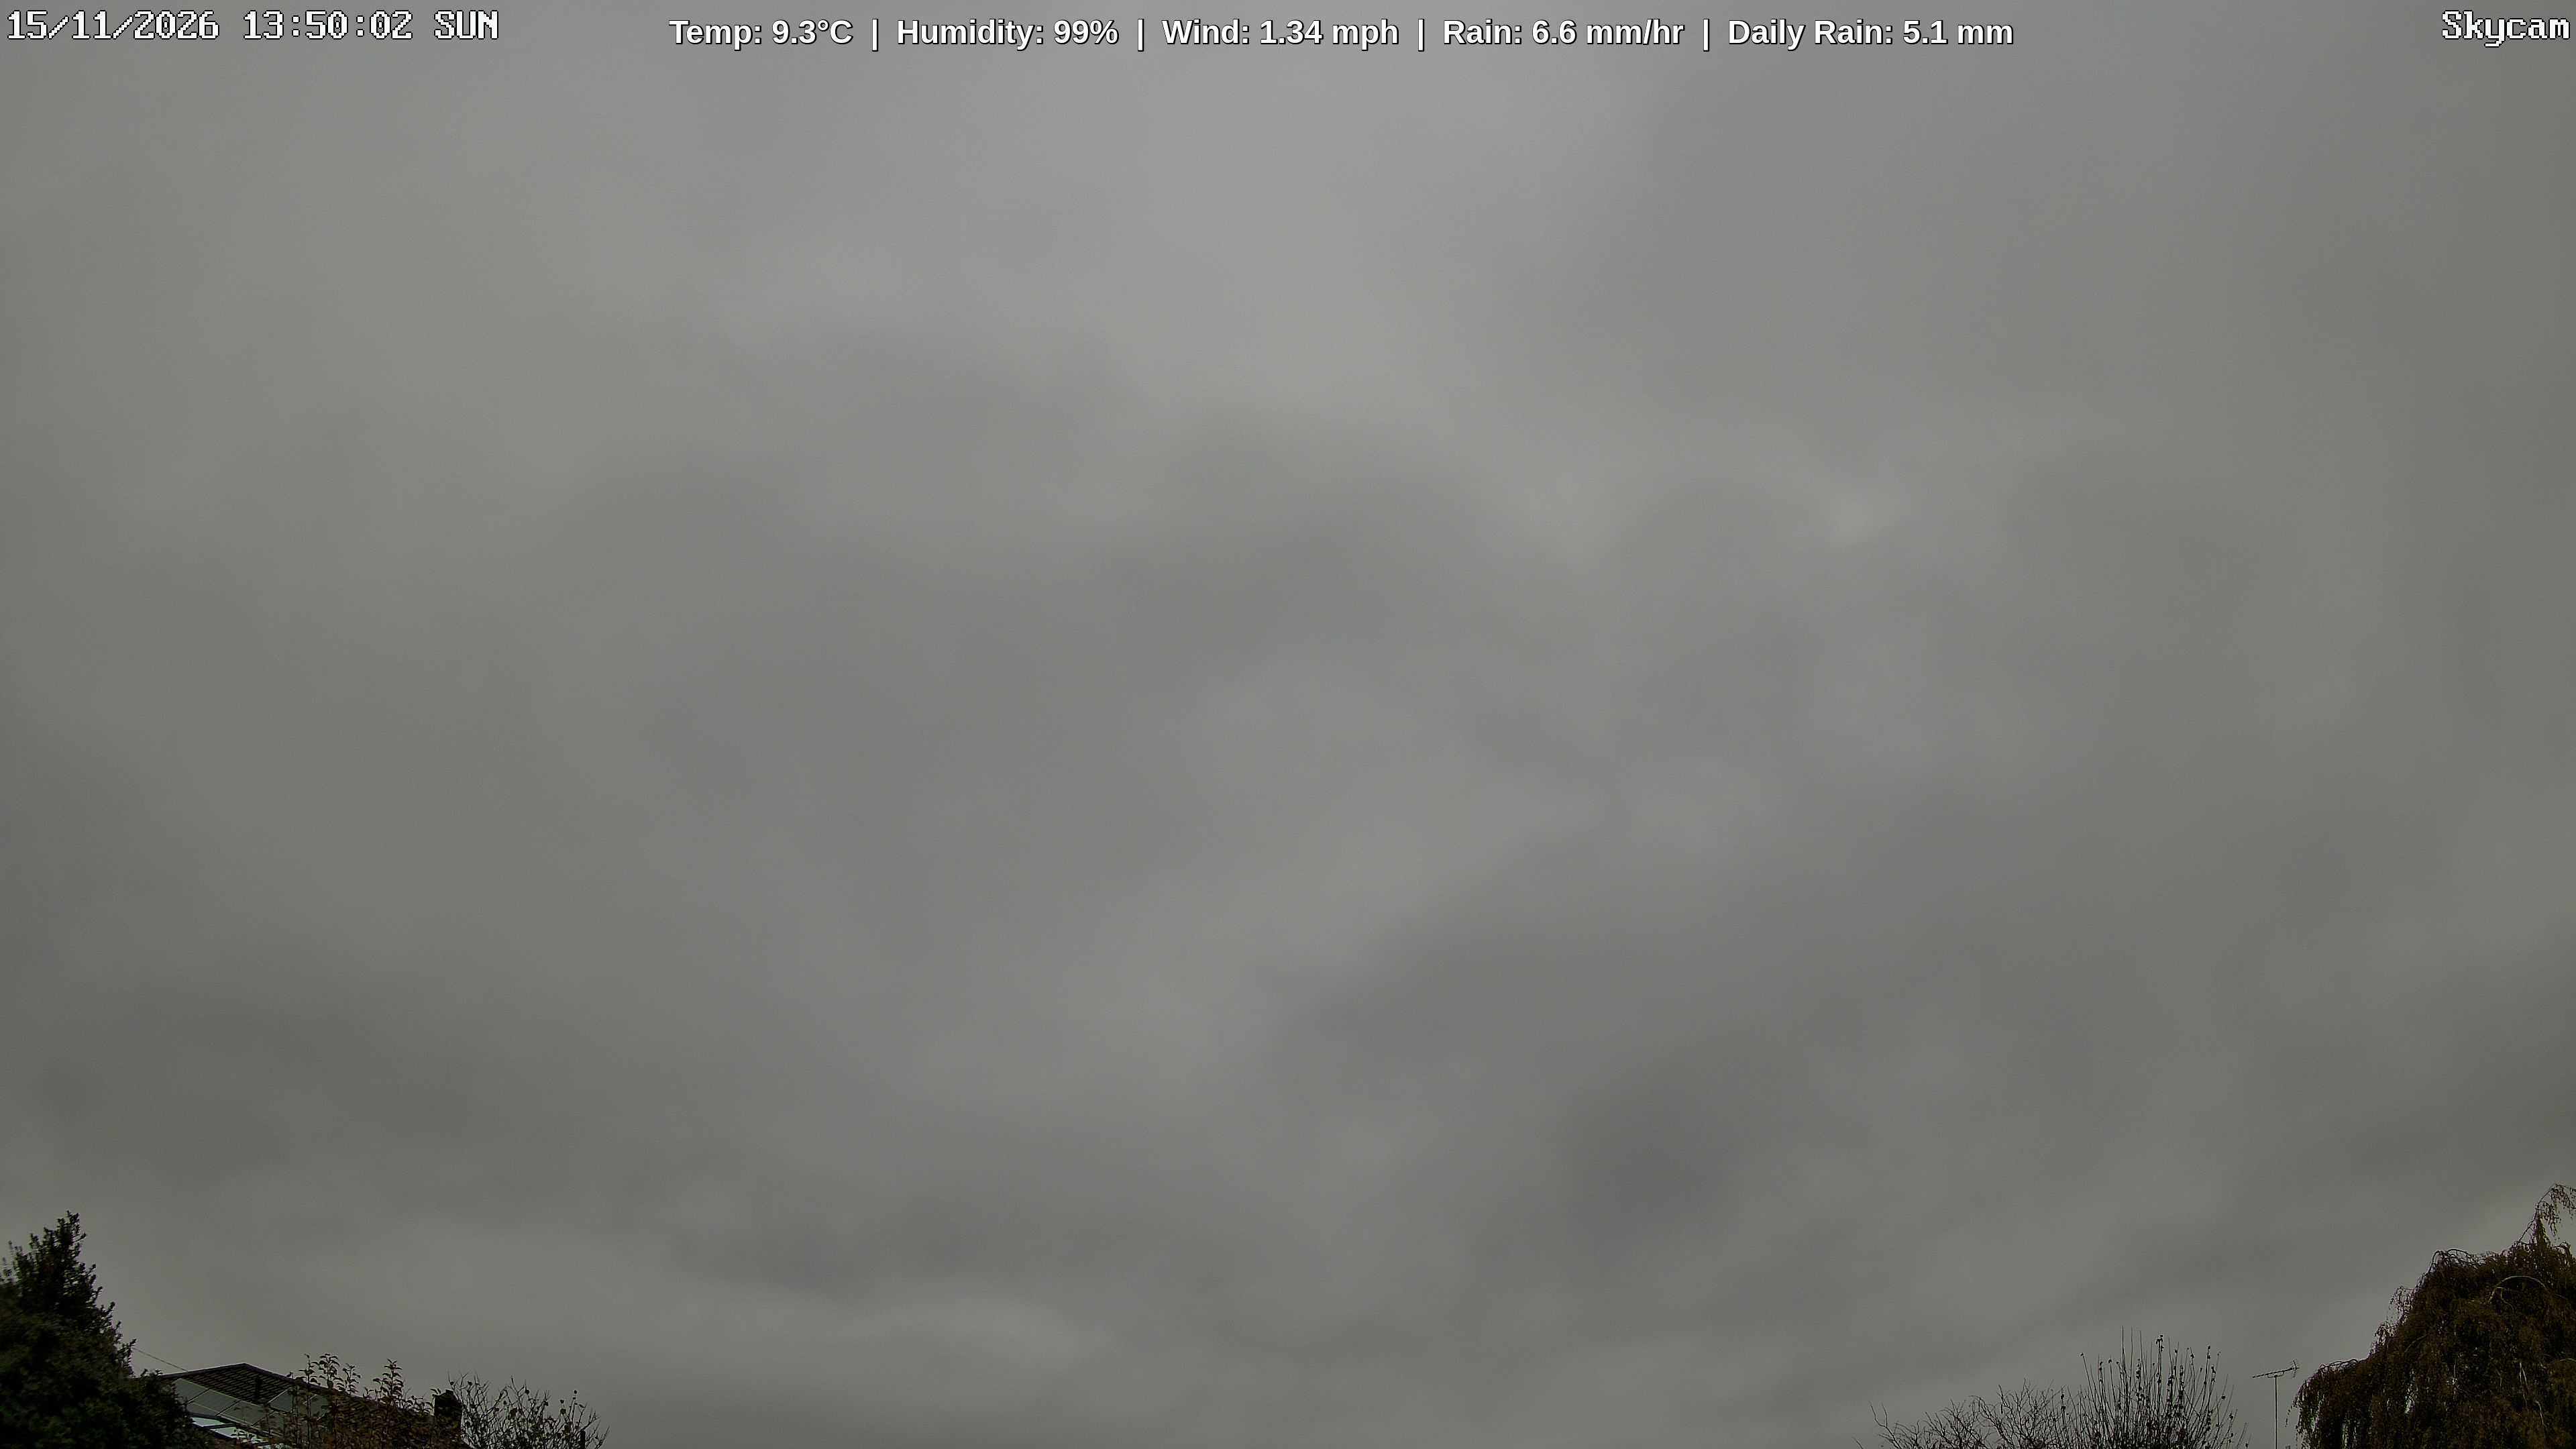 15/11/2026 13:50:02 SUN
Temp: 9.3°C | Humidity: 99% | Wind: 1.34 mph | Rain: 6.6 mm/hr | Daily Rain: 5.1 mm
Skycam